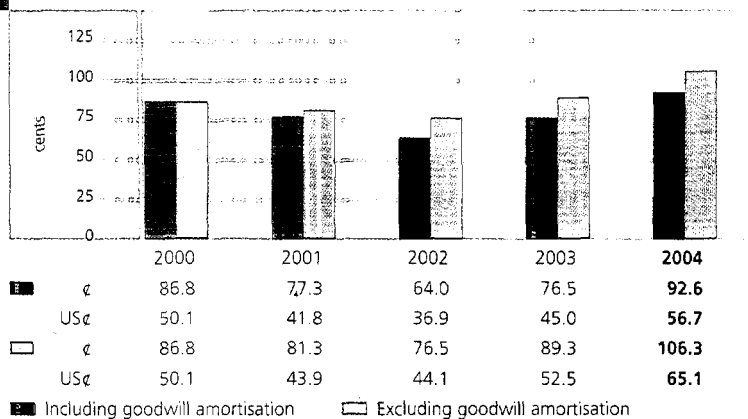 125
100
75
50
25
0
cents
2000 2001 2002 2003 2004
¢ 86.8 77.3 64.0 76.5 92.6
US¢ 50.1 41.8 36.9 45.0 56.7
¢ 86.8 81.3 76.5 89.3 106.3
US¢ 50.1 43.9 44.1 52.5 65.1
Including goodwill amortisation Excluding goodwill amortisation